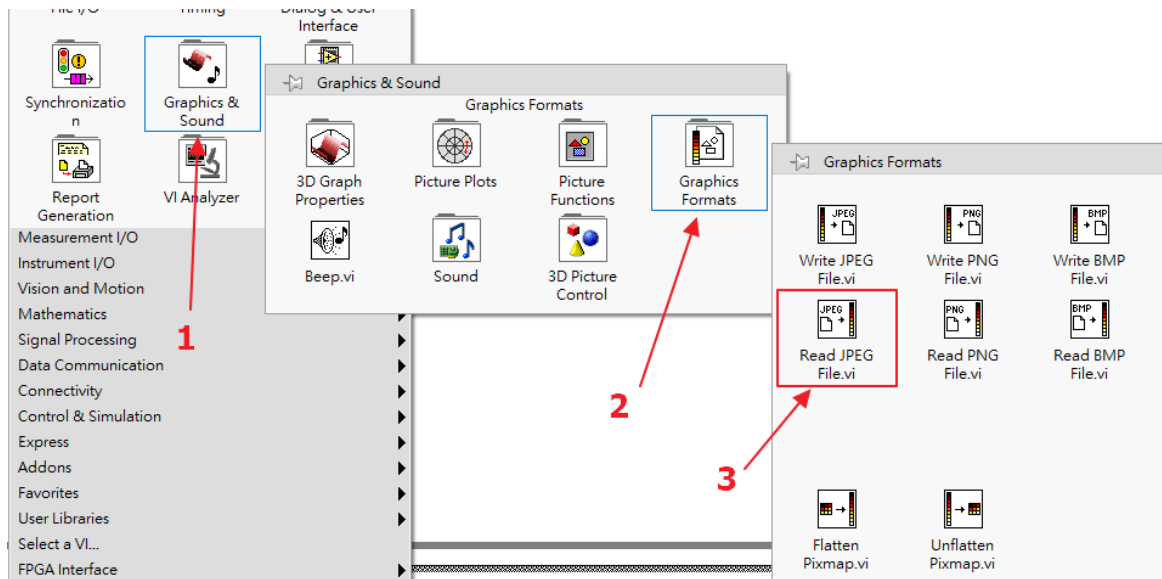 File I/O
Timing
Dialog & User
Interface
Synchronizatio
n
Graphics &
Sound
Report
Generation
VI Analyzer
Measurement I/O
Instrument I/O
Vision and Motion
Mathematics
Signal Processing
Data Communication
Connectivity
Control & Simulation
Express
Addons
Favorites
User Libraries
Select a VI...
FPGA Interface
1
Graphics & Sound
Graphics Formats
3D Graph
Properties
Picture Plots
Picture
Functions
Graphics
Formats
Beep.vi
Sound
3D Picture
Control
2
Graphics Formats
JPEG
PNG
BMP
Write JPEG
File.vi
Write PNG
File.vi
Write BMP
File.vi
JPEG
PNG
BMP
Read JPEG
File.vi
Read PNG
File.vi
Read BMP
File.vi
3
Flatten
Pixmap.vi
Unflatten
Pixmap.vi